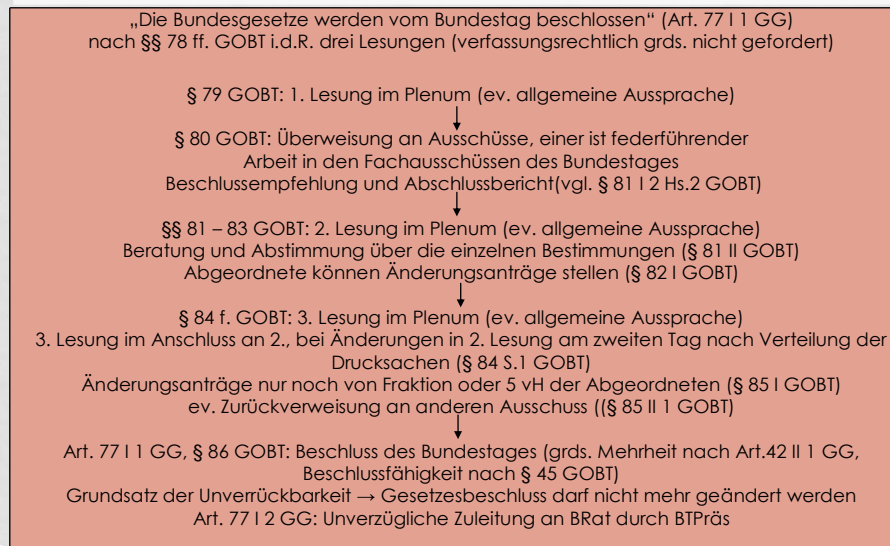 „Die Bundesgesetze werden vom Bundestag beschlossen“ (Art. 77 I 1 GG)
nach §§ 78 ff. GOBT i.d.R. drei Lesungen (verfassungsrechtlich grds. nicht gefordert)
§ 79 GOBT: 1. Lesung im Plenum (ev. allgemeine Aussprache)
§ 80 GOBT: Überweisung an Ausschüsse, einer ist federführender
Arbeit in den Fachausschüssen des Bundestages
Beschlussempfehlung und Abschlussbericht(vgl. § 81 I 2 Hs.2 GOBT)
§§ 81 – 83 GOBT: 2. Lesung im Plenum (ev. allgemeine Aussprache)
Beratung und Abstimmung über die einzelnen Bestimmungen (§ 81 II GOBT)
Abgeordnete können Änderungsanträge stellen (§ 82 I GOBT)
§ 84 f. GOBT: 3. Lesung im Plenum (ev. allgemeine Aussprache)
3. Lesung im Anschluss an 2., bei Änderungen in 2. Lesung am zweiten Tag nach Verteilung der
Drucksachen (§ 84 S.1 GOBT)
Änderungsanträge nur noch von Fraktion oder 5 vH der Abgeordneten (§ 85 I GOBT)
ev. Zurückverweisung an anderen Ausschuss ((§ 85 II 1 GOBT)
Art. 77 I 1 GG, § 86 GOBT: Beschluss des Bundestages (grds. Mehrheit nach Art.42 II 1 GG,
Beschlussfähigkeit nach § 45 GOBT)
Grundsatz der Unverrückbarkeit → Gesetzesbeschluss darf nicht mehr geändert werden
Art. 77 I 2 GG: Unverzügliche Zuleitung an BRat durch BTPräs